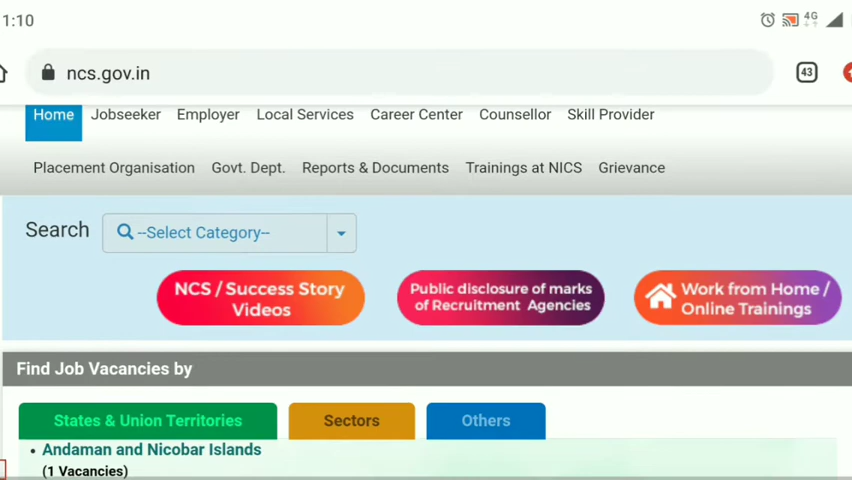 1:10
4G
ncs.gov.in
43
Home Jobseeker Employer Local Services Career Center Counsellor Skill Provider
Placement Organisation Govt. Dept. Reports & Documents Trainings at NICS Grievance
Search --Select Category--
NCS / Success Story
Videos
Public disclosure of marks
of Recruitment Agencies
Work from Home /
Online Trainings
Find Job Vacancies by
States & Union Territories
Sectors
Others
• Andaman and Nicobar Islands
(1 Vacancies)